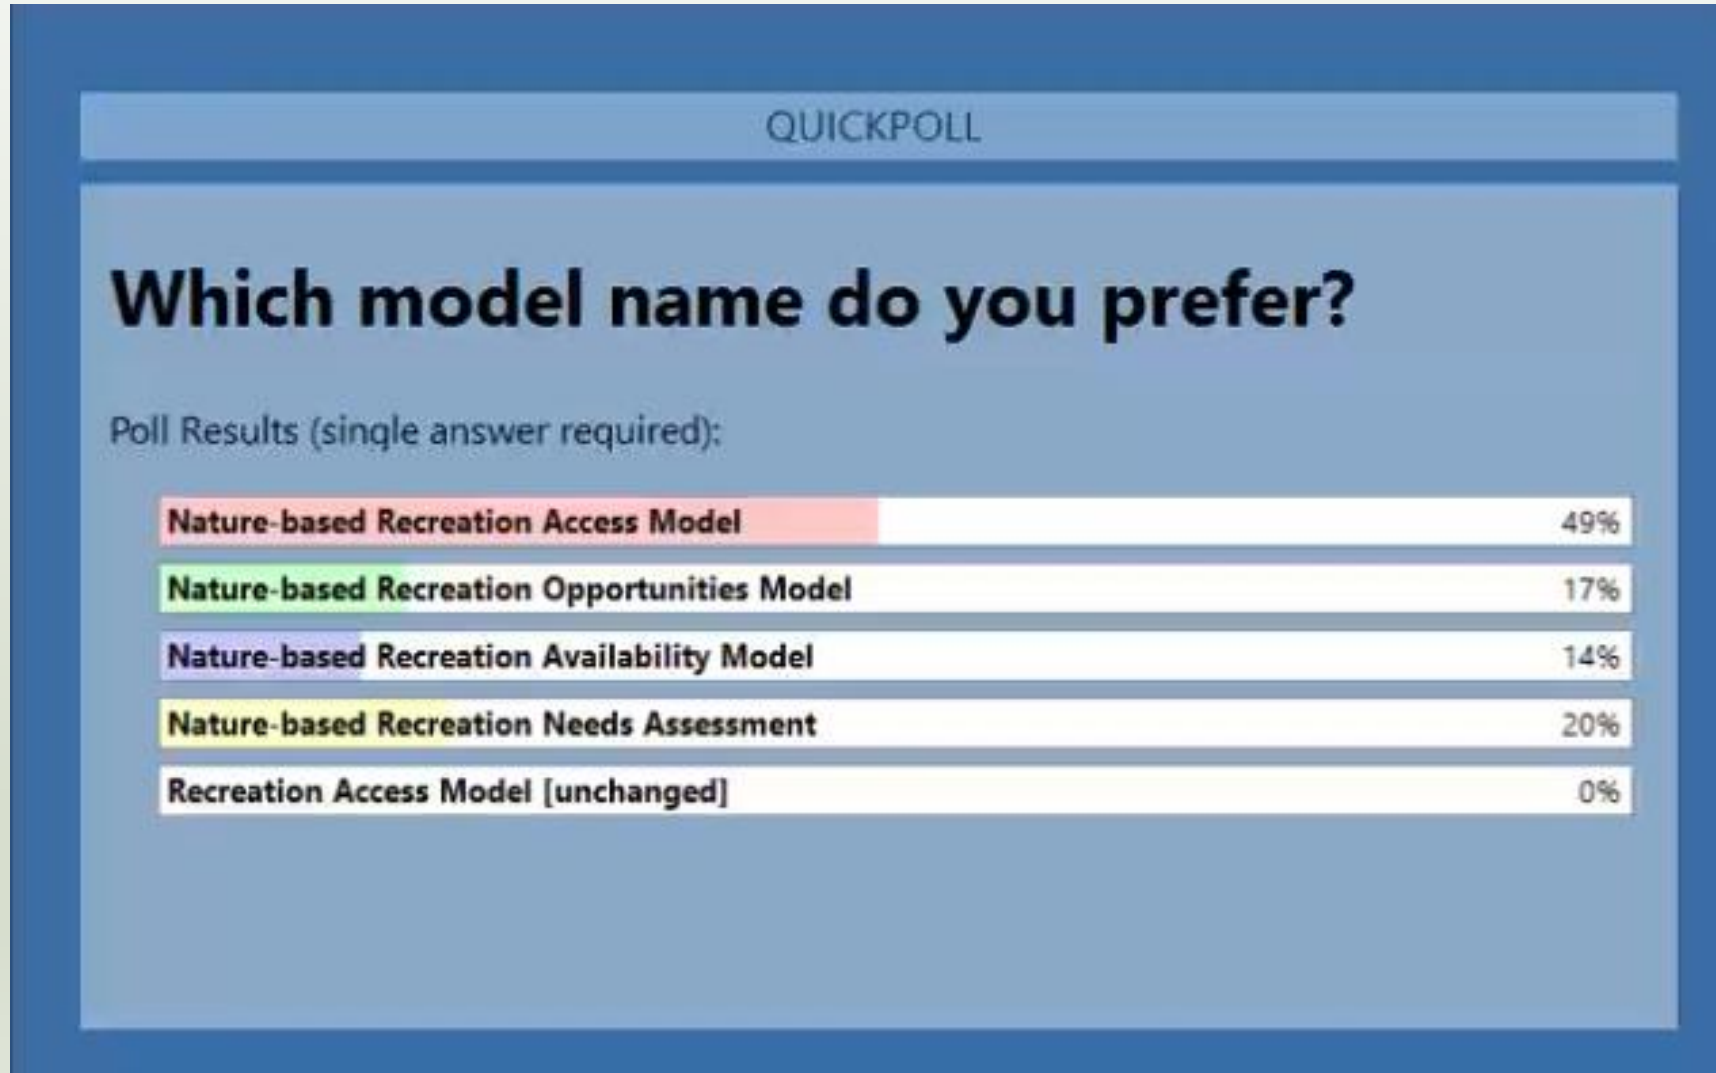 QUICKPOLL
Which model name do you prefer?
Poll Results (single answer required):
Nature-based Recreation Access Model 49%
Nature-based Recreation Opportunities Model 17%
Nature-based Recreation Availability Model 14%
Nature-based Recreation Needs Assessment 20%
Recreation Access Model [unchanged] 0%